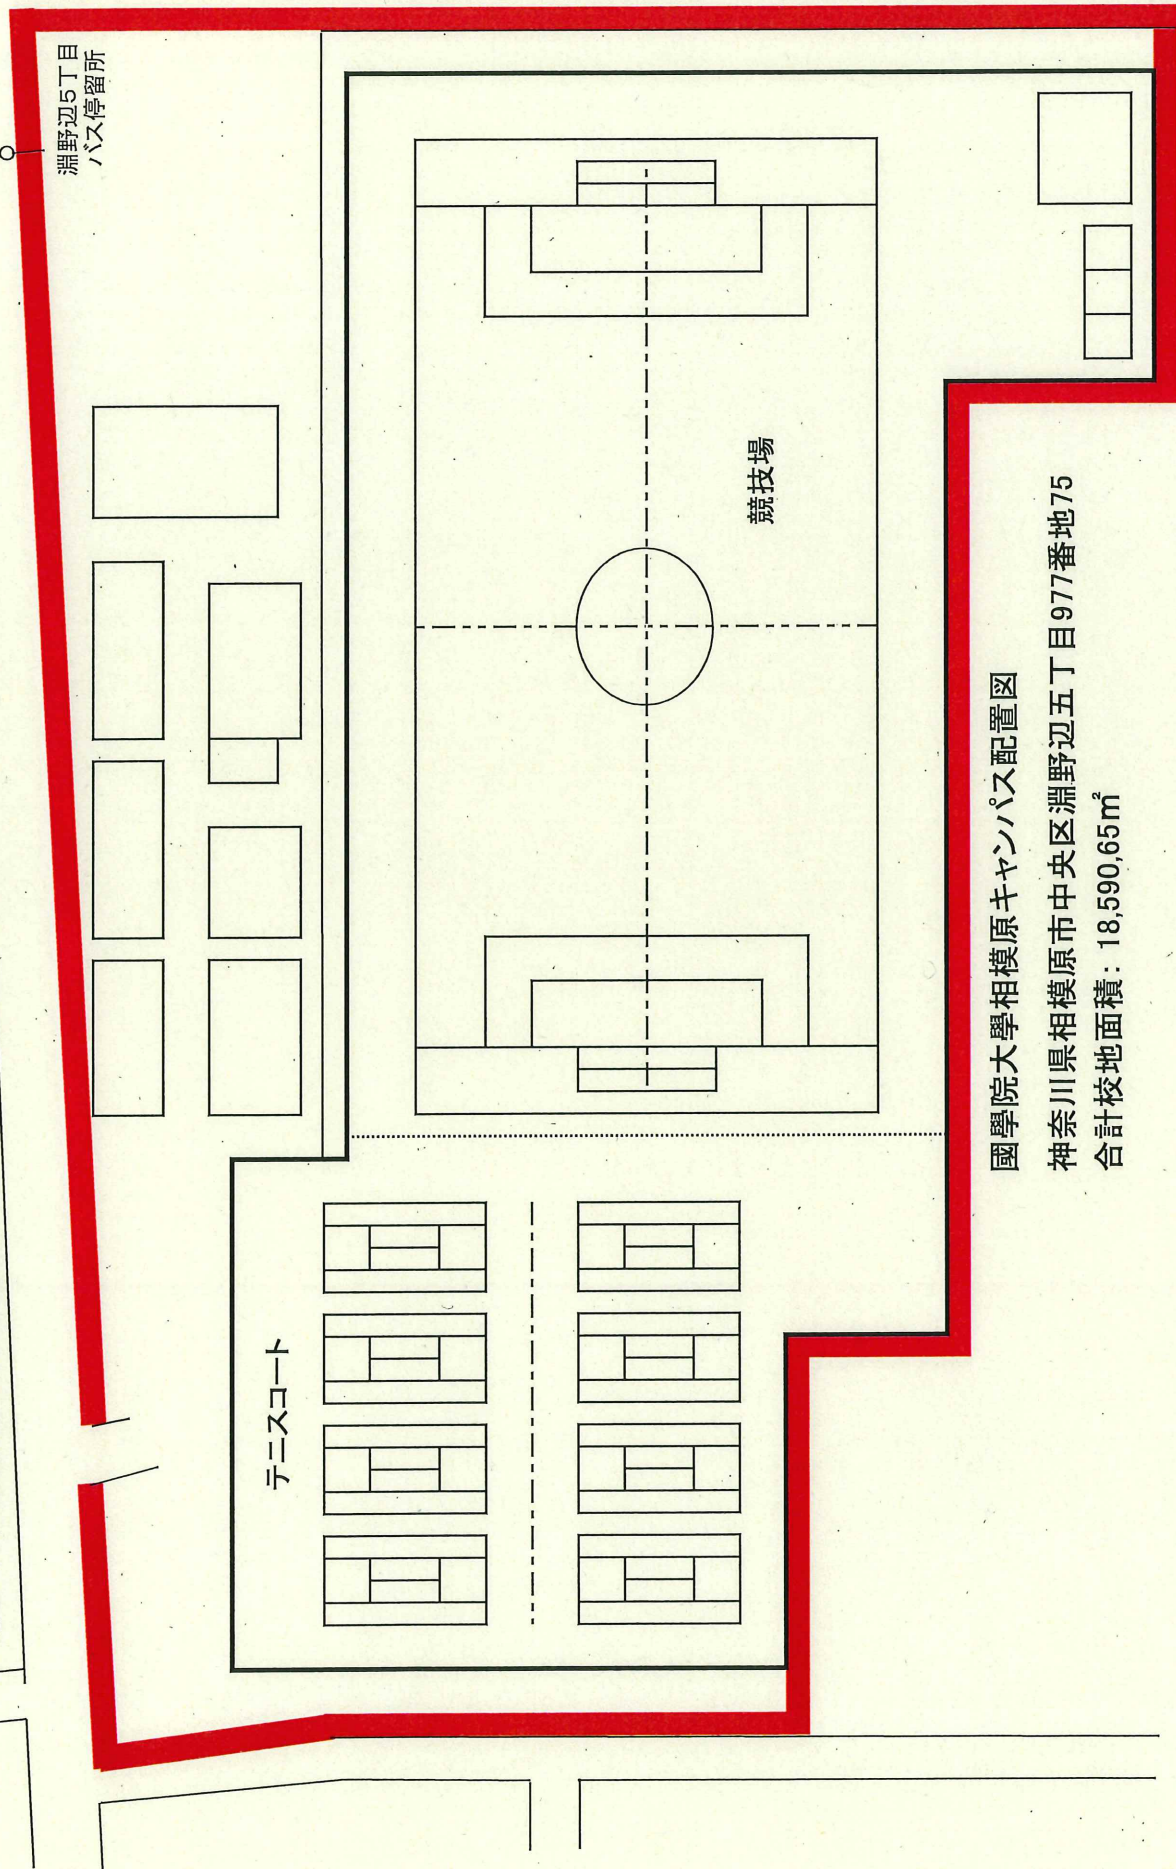 淵野辺5丁目
バス停留所
競技場
テニスコート
國學院大學相模原キャンパス配置図
神奈川県相模原市中央区淵野辺五丁目977番地75
合計校地面積：18,590,65㎡